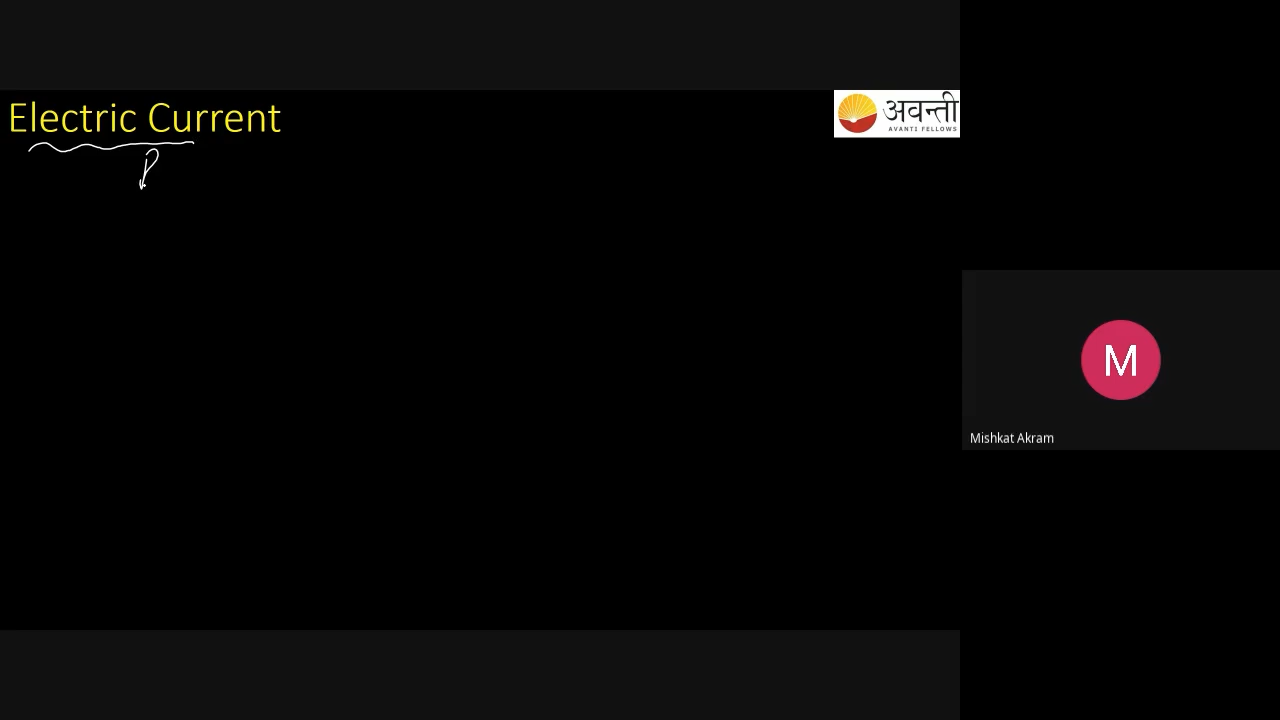 Electric Current
अवन्ती
AVANTI FELLOWS
P
M
Mishkat Akram